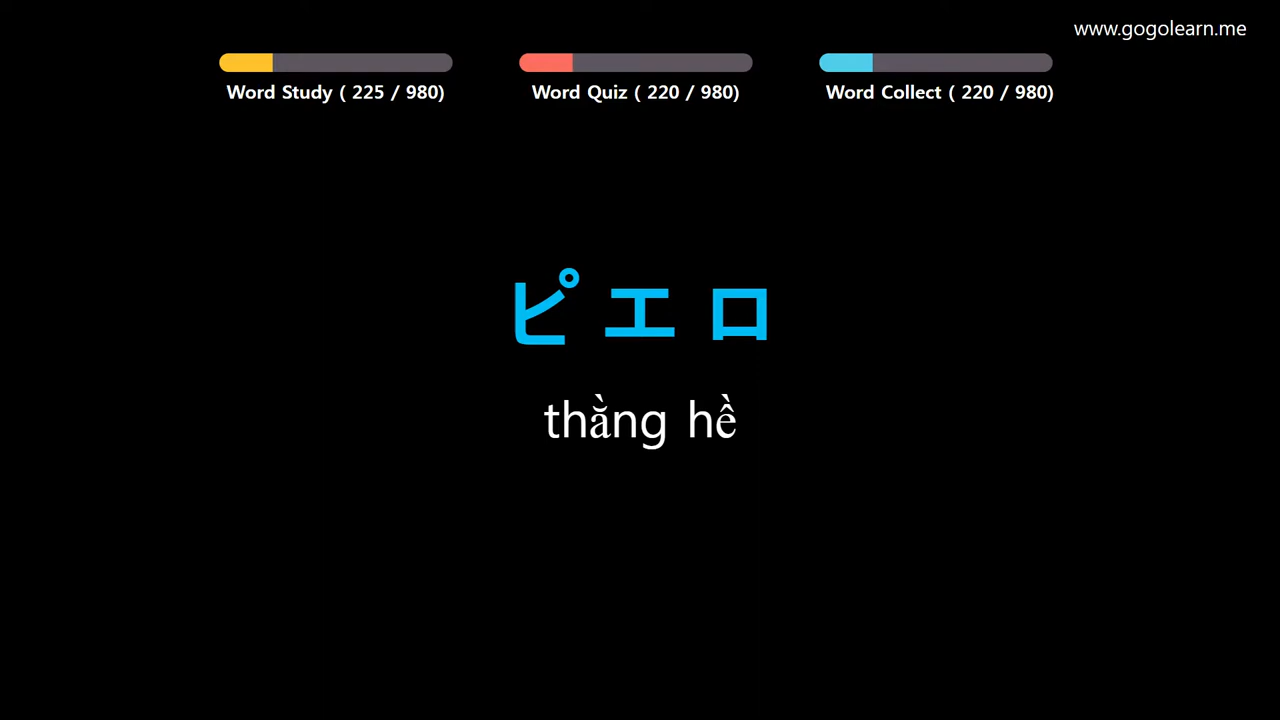 www.gogolearn.me
Word Study ( 225 / 980)
Word Quiz ( 220 / 980)
Word Collect ( 220 / 980)
ピエロ
thằng hề